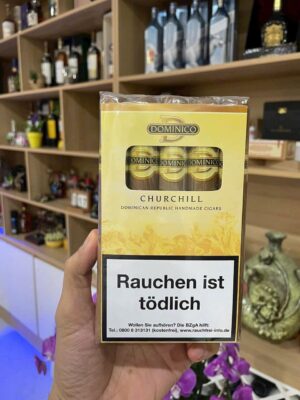 D
DOMINICO
DOMINICO DOMINICO DOMINICO
CHURCHILL
DOMINICAN REPUBLIC HANDMADE CIGARS
Rauchen ist
tödlich
Wollen Sie aufhören? Die BZgA hilft:
Tel.: 0800 8 313131 (kostenfrei), www.rauchfrei-info.de